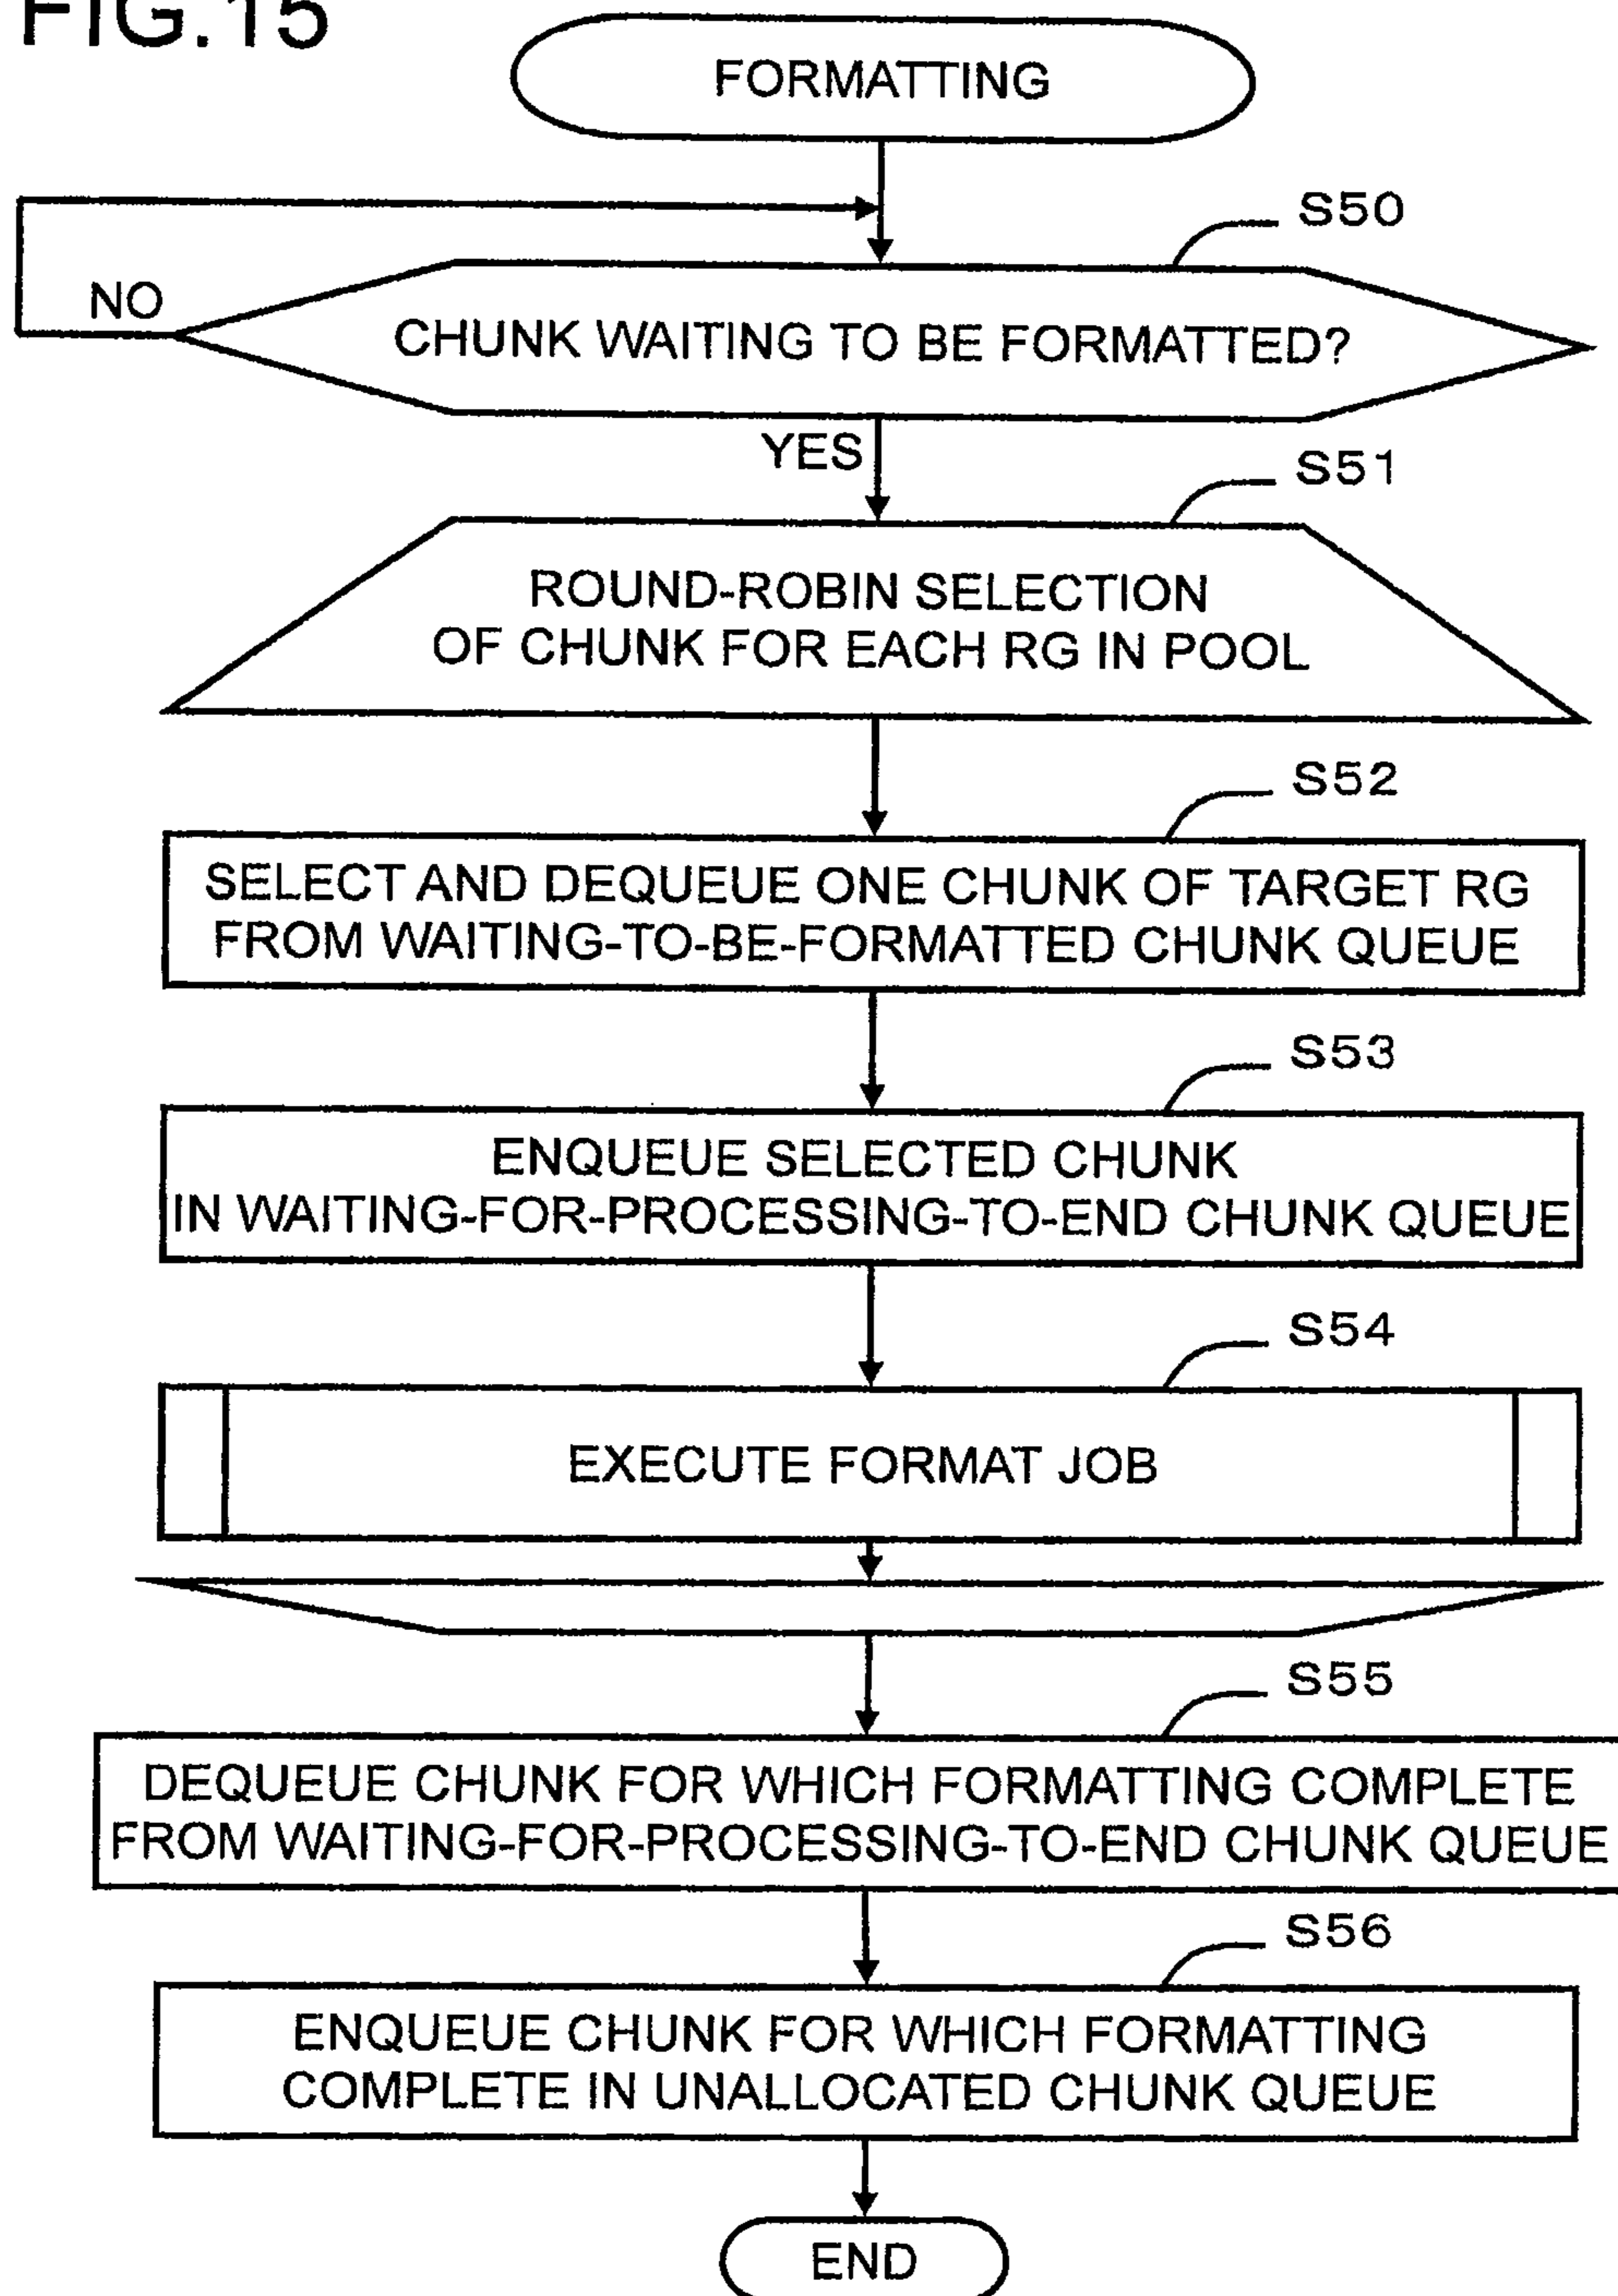 FIG.15
FORMATTING
S50
NO
CHUNK WAITING TO BE FORMATTED?
YES
S51
ROUND-ROBIN SELECTION
OF CHUNK FOR EACH RG IN POOL
S52
SELECT AND DEQUEUE ONE CHUNK OF TARGET RG
FROM WAITING-TO-BE-FORMATTED CHUNK QUEUE
S53
ENQUEUE SELECTED CHUNK
IN WAITING-FOR-PROCESSING-TO-END CHUNK QUEUE
S54
EXECUTE FORMAT JOB
S55
DEQUEUE CHUNK FOR WHICH FORMATTING COMPLETE
FROM WAITING-FOR-PROCESSING-TO-END CHUNK QUEUE
S56
ENQUEUE CHUNK FOR WHICH FORMATTING
COMPLETE IN UNALLOCATED CHUNK QUEUE
END